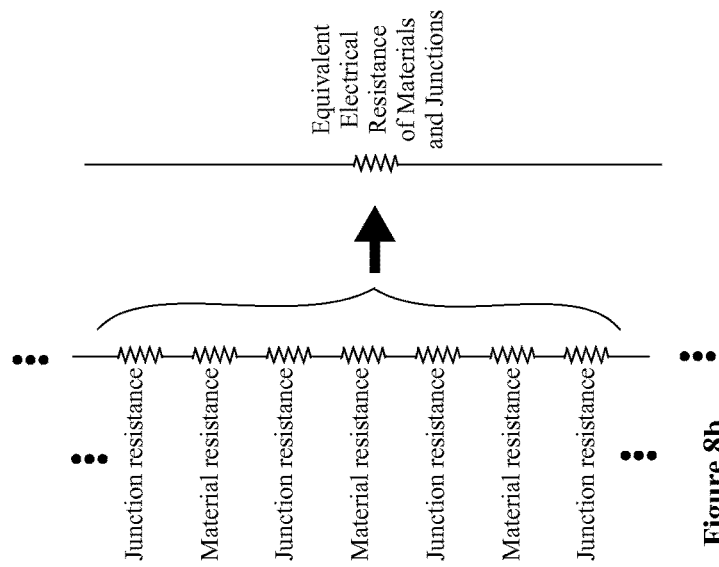 Junction resistance
Material resistance
Junction resistance
Material resistance
Junction resistance
Material resistance
Junction resistance
Equivalent
Electrical
Resistance
of Materials
and Junctions
Figure 8b